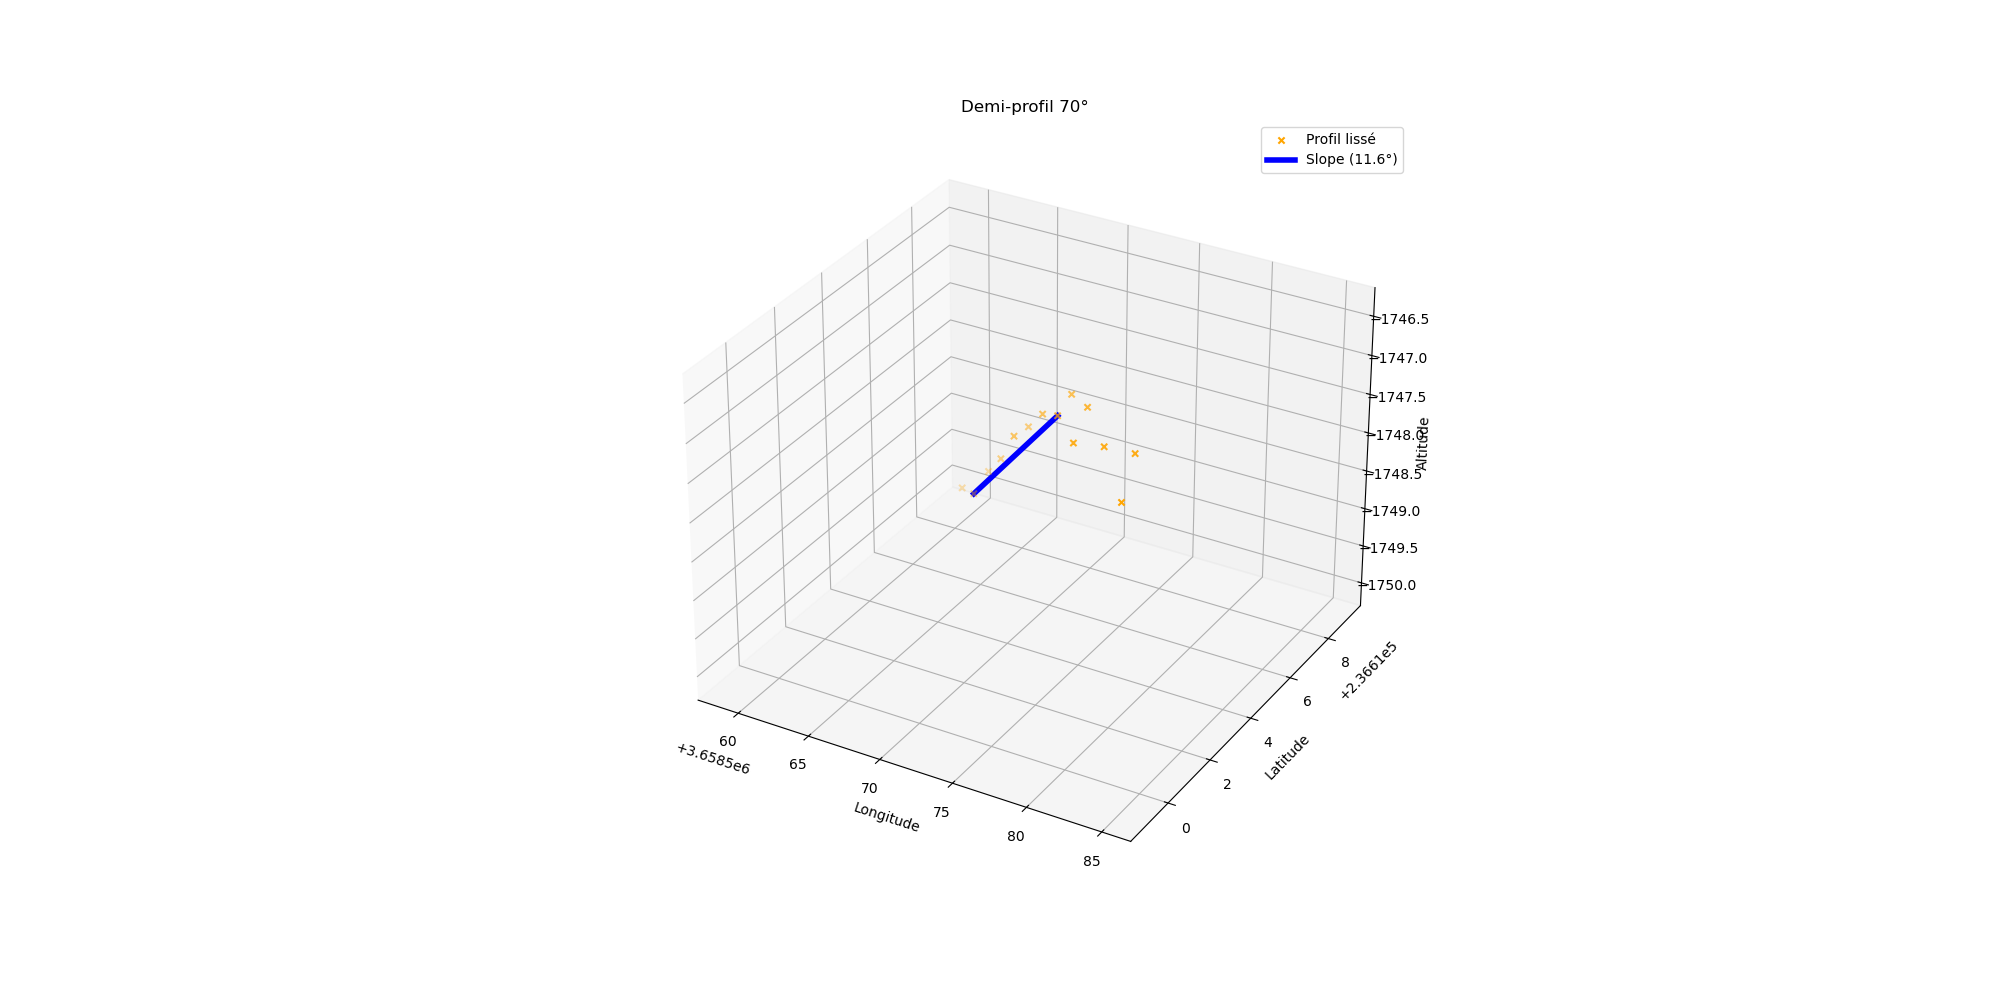 Demi-profil 70°
Profil lissé
Slope (11.6°)
−1746.5
−1747.0
−1747.5
−1748.0
−1748.5
−1749.0
−1749.5
−1750.0
Altitude
8
6
4
2
0
+2.3661e5
Latitude
60
65
70
75
80
85
+3.6585e6
Longitude